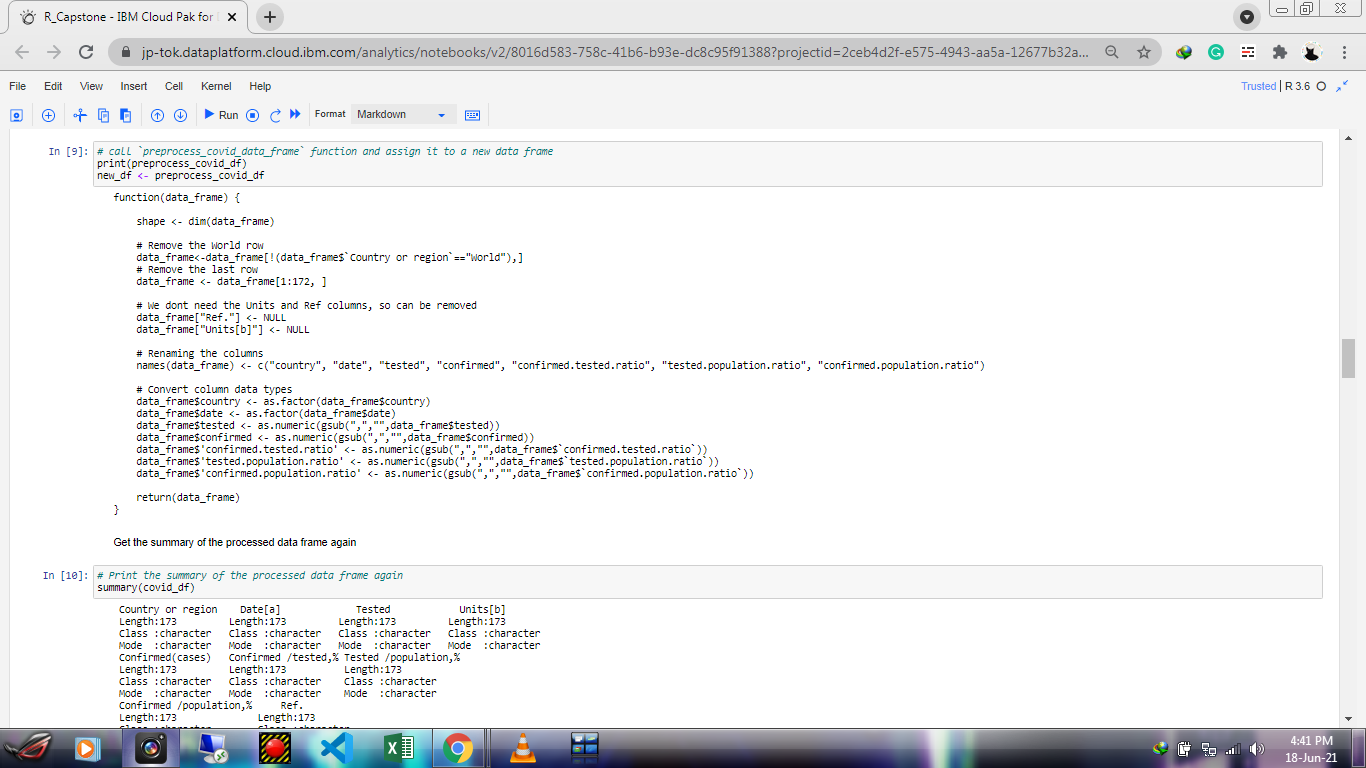 R_Capstone - IBM Cloud Pak for
jp-tok.dataplatform.cloud.ibm.com/analytics/notebooks/v2/8016d583-758c-41b6-b93e-dc8c95f91388?projectid=2ceb4d2f-e575-4943-aa5a-12677b32a...
File Edit View Insert Cell Kernel Help
Trusted | R 3.6
Run Format Markdown
In [9]: # call `preprocess_covid_data_frame` function and assign it to a new data frame
print(preprocess_covid_df)
new_df <- preprocess_covid_df
function(data_frame) {
shape <- dim(data_frame)
# Remove the World row
data_frame<-data_frame[!(data_frame$`Country or region`=="World"),]
# Remove the last row
data_frame <- data_frame[1:172, ]
# We dont need the Units and Ref columns, so can be removed
data_frame["Ref."] <- NULL
data_frame["Units[b]"] <- NULL
# Renaming the columns
names(data_frame) <- c("country", "date", "tested", "confirmed", "confirmed.tested.ratio", "tested.population.ratio", "confirmed.population.ratio")
# Convert column data types
data_frame$country <- as.factor(data_frame$country)
data_frame$date <- as.factor(data_frame$date)
data_frame$tested <- as.numeric(gsub(",","",data_frame$tested))
data_frame$confirmed <- as.numeric(gsub(",","",data_frame$confirmed))
data_frame$'confirmed.tested.ratio' <- as.numeric(gsub(",","",data_frame$`confirmed.tested.ratio`))
data_frame$'tested.population.ratio' <- as.numeric(gsub(",","",data_frame$`tested.population.ratio`))
data_frame$'confirmed.population.ratio' <- as.numeric(gsub(",","",data_frame$`confirmed.population.ratio`))
return(data_frame)
}
Get the summary of the processed data frame again
In [10]: # Print the summary of the processed data frame again
summary(covid_df)
Country or region Date[a] Tested Units[b]
Length:173 Length:173 Length:173 Length:173
Class :character Class :character Class :character Class :character
Mode :character Mode :character Mode :character Mode :character
Confirmed(cases) Confirmed /tested,% Tested /population,%
Length:173 Length:173 Length:173
Class :character Class :character Class :character
Mode :character Mode :character Mode :character
Confirmed /population,% Ref.
Length:173 Length:173
4:41 PM
18-Jun-21